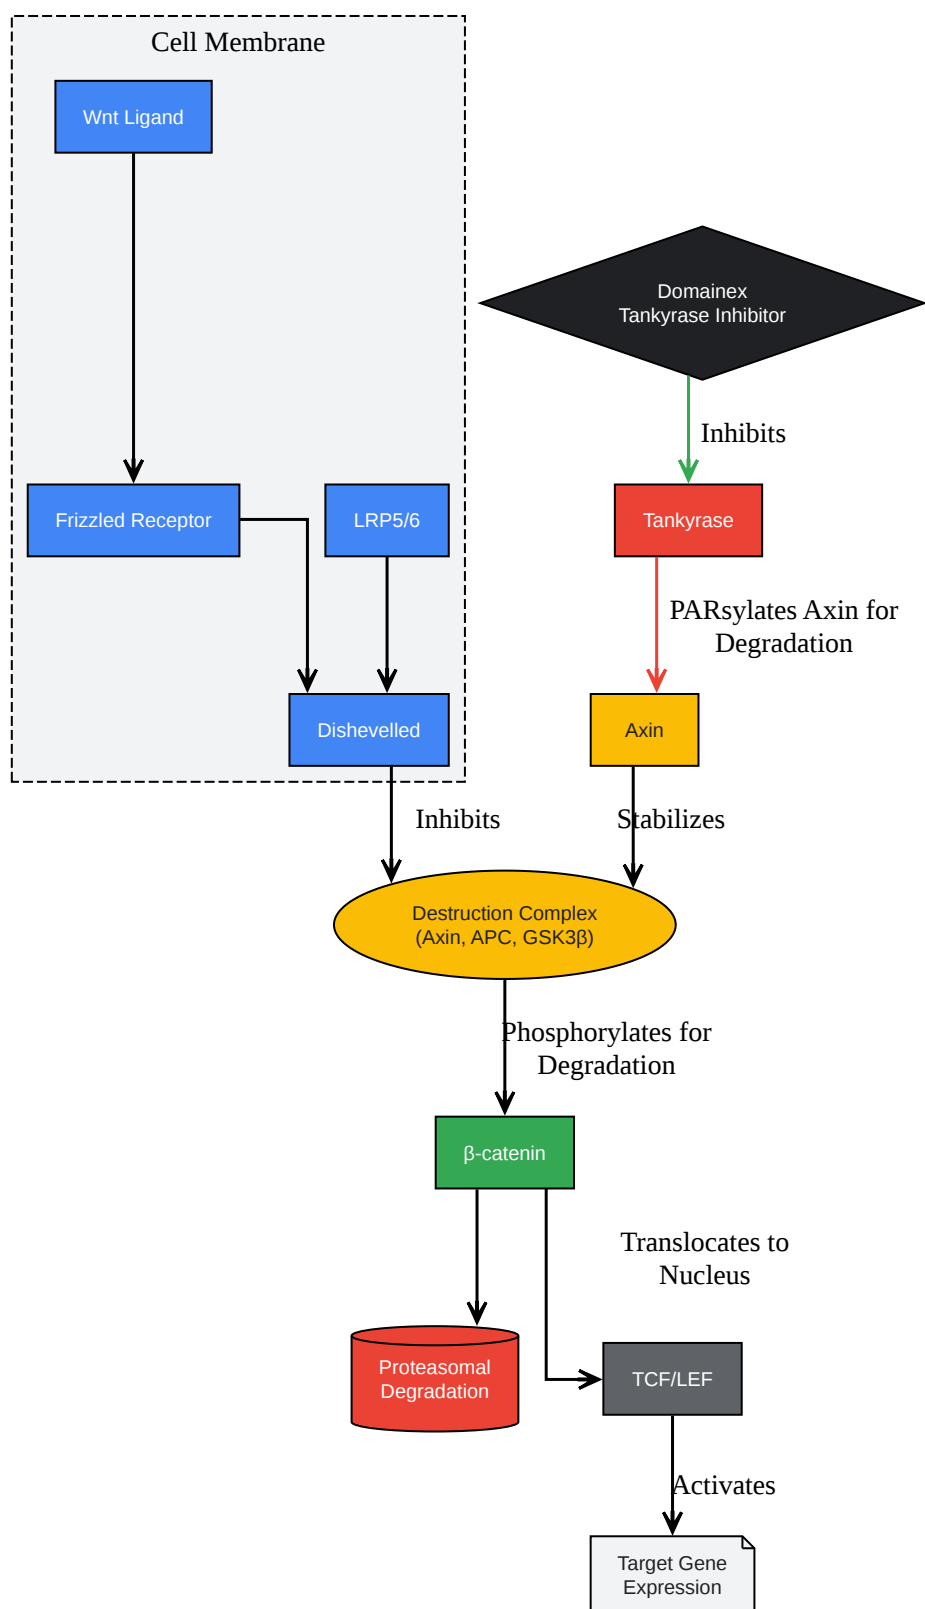 Cell Membrane
Wnt Ligand
Domainex
Tankyrase Inhibitor
Inhibits
Frizzled Receptor
LRP5/6
Tankyrase
PARsylates Axin for
Degradation
Dishevelled
Axin
Inhibits
Stabilizes
Destruction Complex
(Axin, APC, GSK3β)
Phosphorylates for
Degradation
β-catenin
Translocates to
Nucleus
Proteasomal
Degradation
TCF/LEF
Activates
Target Gene
Expression